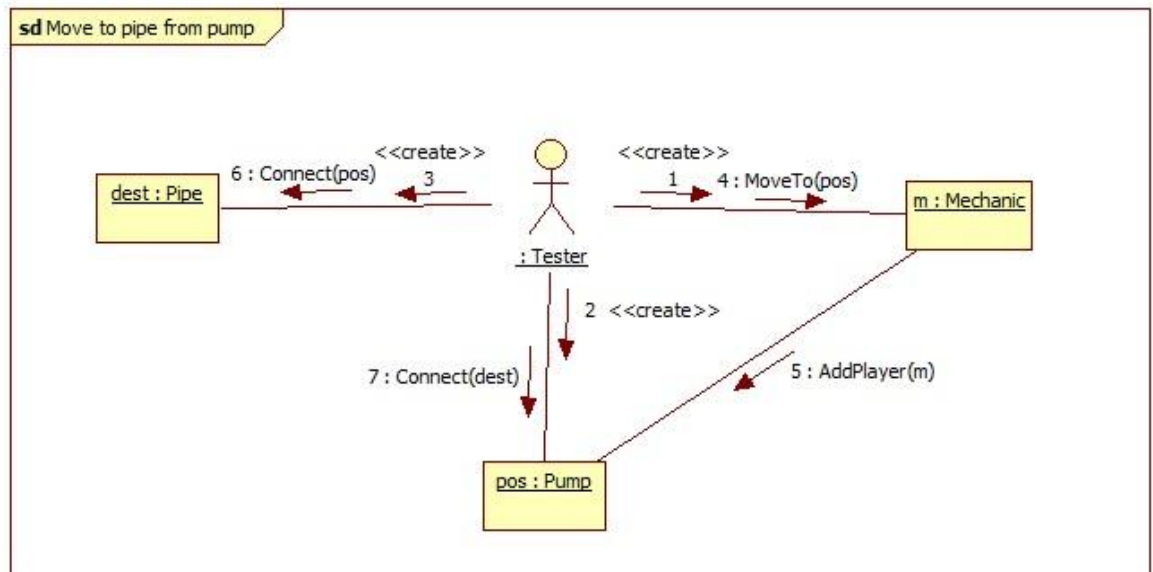 sd Move to pipe from pump
<<create>>
<<create>>
6 : Connect(pos)
3
1
4 : MoveTo(pos)
dest : Pipe
m : Mechanic
: Tester
2 <<create>>
7 : Connect(dest)
5 : AddPlayer(m)
pos : Pump